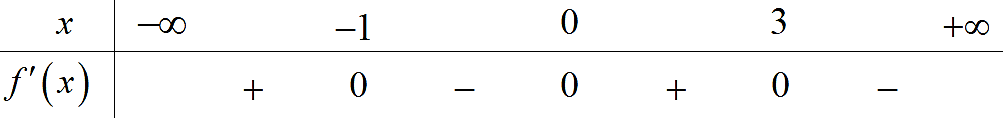 x −∞ −1 0 3 +∞
f′(x) + 0 − 0 + 0 −